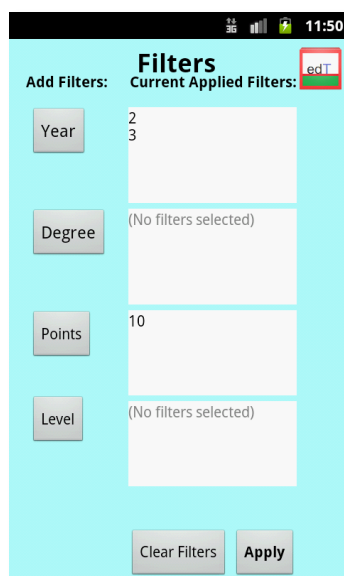 3G 11:50
Filters
edT
Add Filters: Current Applied Filters:
Year
2
3
Degree
(No filters selected)
Points
10
Level
(No filters selected)
Clear Filters Apply